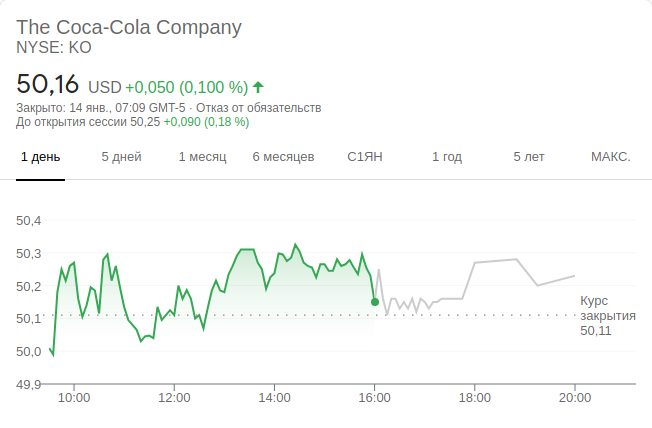 The Coca-Cola Company
NYSE: KO
50,16 USD +0,050 (0,100 %)
Закрыто: 14 янв., 07:09 GMT-5 · Отказ от обязательств
До открытия сессии 50,25 +0,090 (0,18 %)
1 день 5 дней 1 месяц 6 месяцев С1ЯН 1 год 5 лет МАКС.
50,4
50,3
50,2
50,1
50,0
49,9
Курс
закрытия
50,11
10:00 12:00 14:00 16:00 18:00 20:00